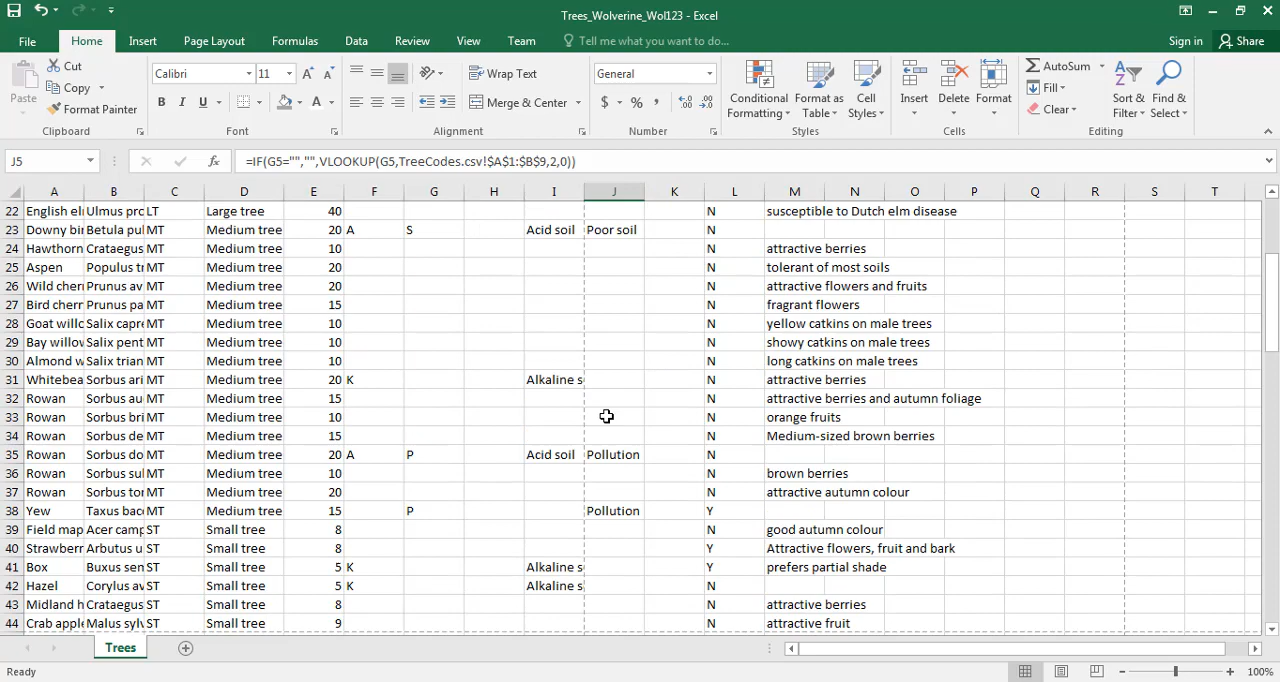 Trees_Wolverine_Wol123 - Excel
File Home Insert Page Layout Formulas Data Review View Team Tell me what you want to do... Sign in Share
Paste Cut Copy Format Painter Clipboard
Calibri 11 A A B I U A Font
Wrap Text Merge & Center Alignment
General $ % , Number
Conditional Formatting Format as Table Cell Styles Styles
Insert Delete Format Cells
AutoSum Fill Clear Sort & Filter Find & Select Editing
J5 fx =IF(G5="","",VLOOKUP(G5,TreeCodes.csv!$A$1:$B$9,2,0))
A B C D E F G H I J K L M N O P Q R S T
22 English el Ulmus pro LT Large tree 40 N susceptible to Dutch elm disease
23 Downy bi Betula pu MT Medium tree 20 A S Acid soil Poor soil N
24 Hawthorn Crataegus MT Medium tree 10 N attractive berries
25 Aspen Populus t MT Medium tree 20 N tolerant of most soils
26 Wild cher Prunus av MT Medium tree 20 N attractive flowers and fruits
27 Bird cherr Prunus pa MT Medium tree 15 N fragrant flowers
28 Goat willo Salix capre MT Medium tree 10 N yellow catkins on male trees
29 Bay willov Salix pent MT Medium tree 10 N showy catkins on male trees
30 Almond w Salix trian MT Medium tree 10 N long catkins on male trees
31 Whitebea Sorbus ari MT Medium tree 20 K Alkaline s N attractive berries
32 Rowan Sorbus au MT Medium tree 15 N attractive berries and autumn foliage
33 Rowan Sorbus bri MT Medium tree 10 N orange fruits
34 Rowan Sorbus de MT Medium tree 15 N Medium-sized brown berries
35 Rowan Sorbus do MT Medium tree 20 A P Acid soil Pollution N
36 Rowan Sorbus sul MT Medium tree 10 N brown berries
37 Rowan Sorbus tor MT Medium tree 20 N attractive autumn colour
38 Yew Taxus bacc MT Medium tree 15 P Pollution Y
39 Field map Acer camp ST Small tree 8 N good autumn colour
40 Strawberr Arbutus u ST Small tree 8 Y Attractive flowers, fruit and bark
41 Box Buxus sen ST Small tree 5 K Alkaline s Y prefers partial shade
42 Hazel Corylus av ST Small tree 5 K Alkaline s N
43 Midland h Crataegus ST Small tree 8 N attractive berries
44 Crab apple Malus sylv ST Small tree 9 N attractive fruit
Trees
Ready 100%